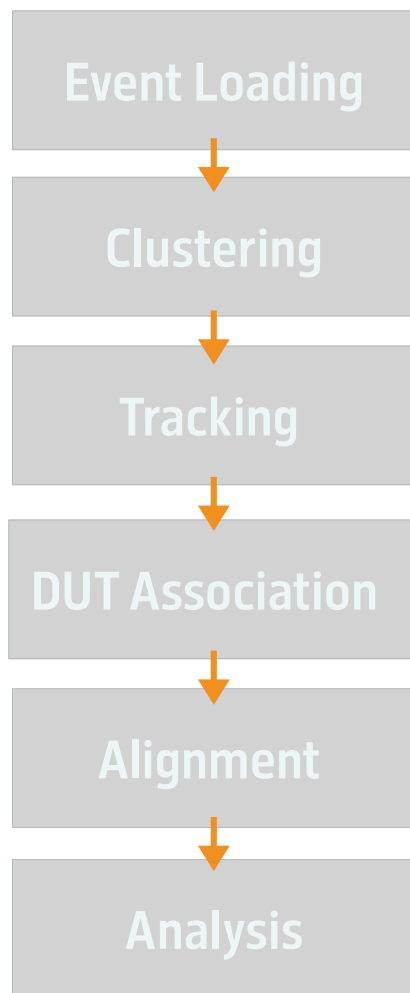 Event Loading
Clustering
Tracking
DUT Association
Alignment
Analysis